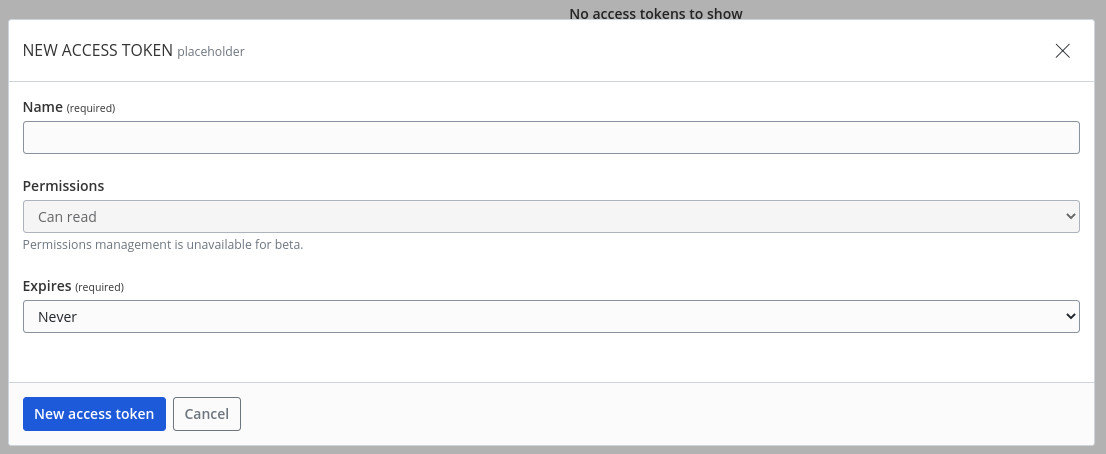 No access tokens to show
NEW ACCESS TOKEN placeholder
Name (required)
Permissions
Can read
Permissions management is unavailable for beta.
Expires (required)
Never
New access token
Cancel